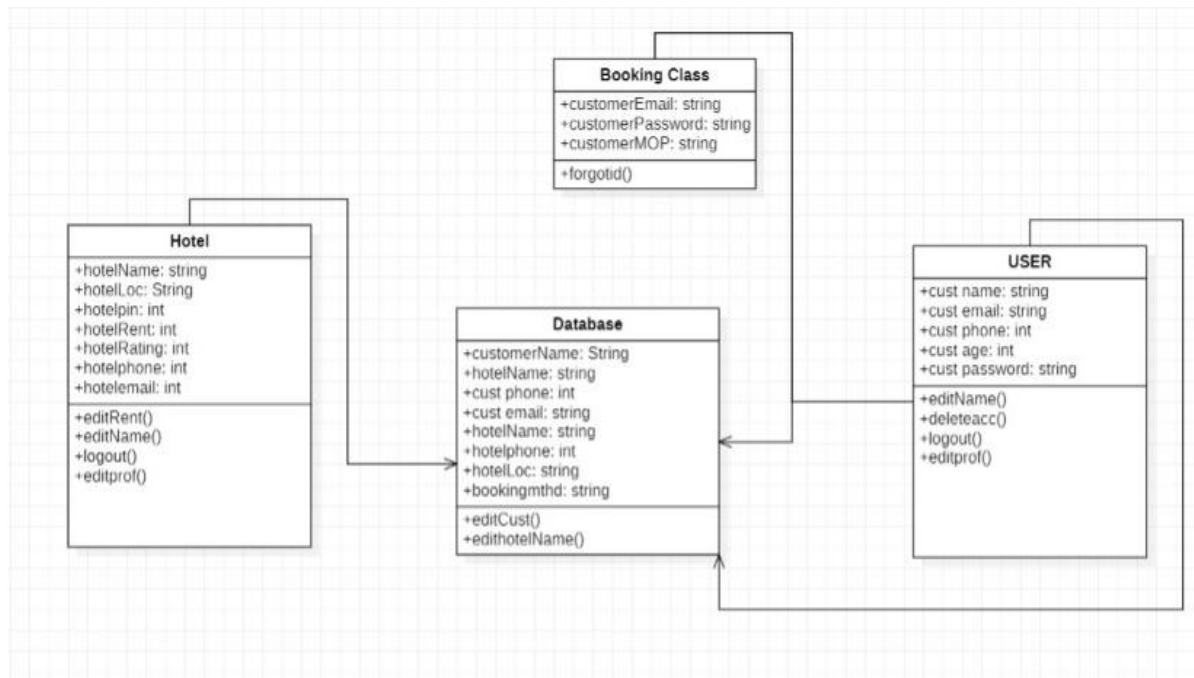 Booking Class
+customerEmail: string
+customerPassword: string
+customerMOP: string
+forgotid()
Hotel
+hotelName: string
+hotelLoc: String
+hotelpin: int
+hotelRent: int
+hotelRating: int
+hotelphone: int
+hotelemail: int
+editRent()
+editName()
+logout()
+editprof()
Database
+customerName: String
+hotelName: string
+cust phone: int
+cust email: string
+hotelName: string
+hotelphone: int
+hotelLoc: string
+bookingmthd: string
+editCust()
+edithotelName()
USER
+cust name: string
+cust email: string
+cust phone: int
+cust age: int
+cust password: string
+editName()
+deleteacc()
+logout()
+editprof()